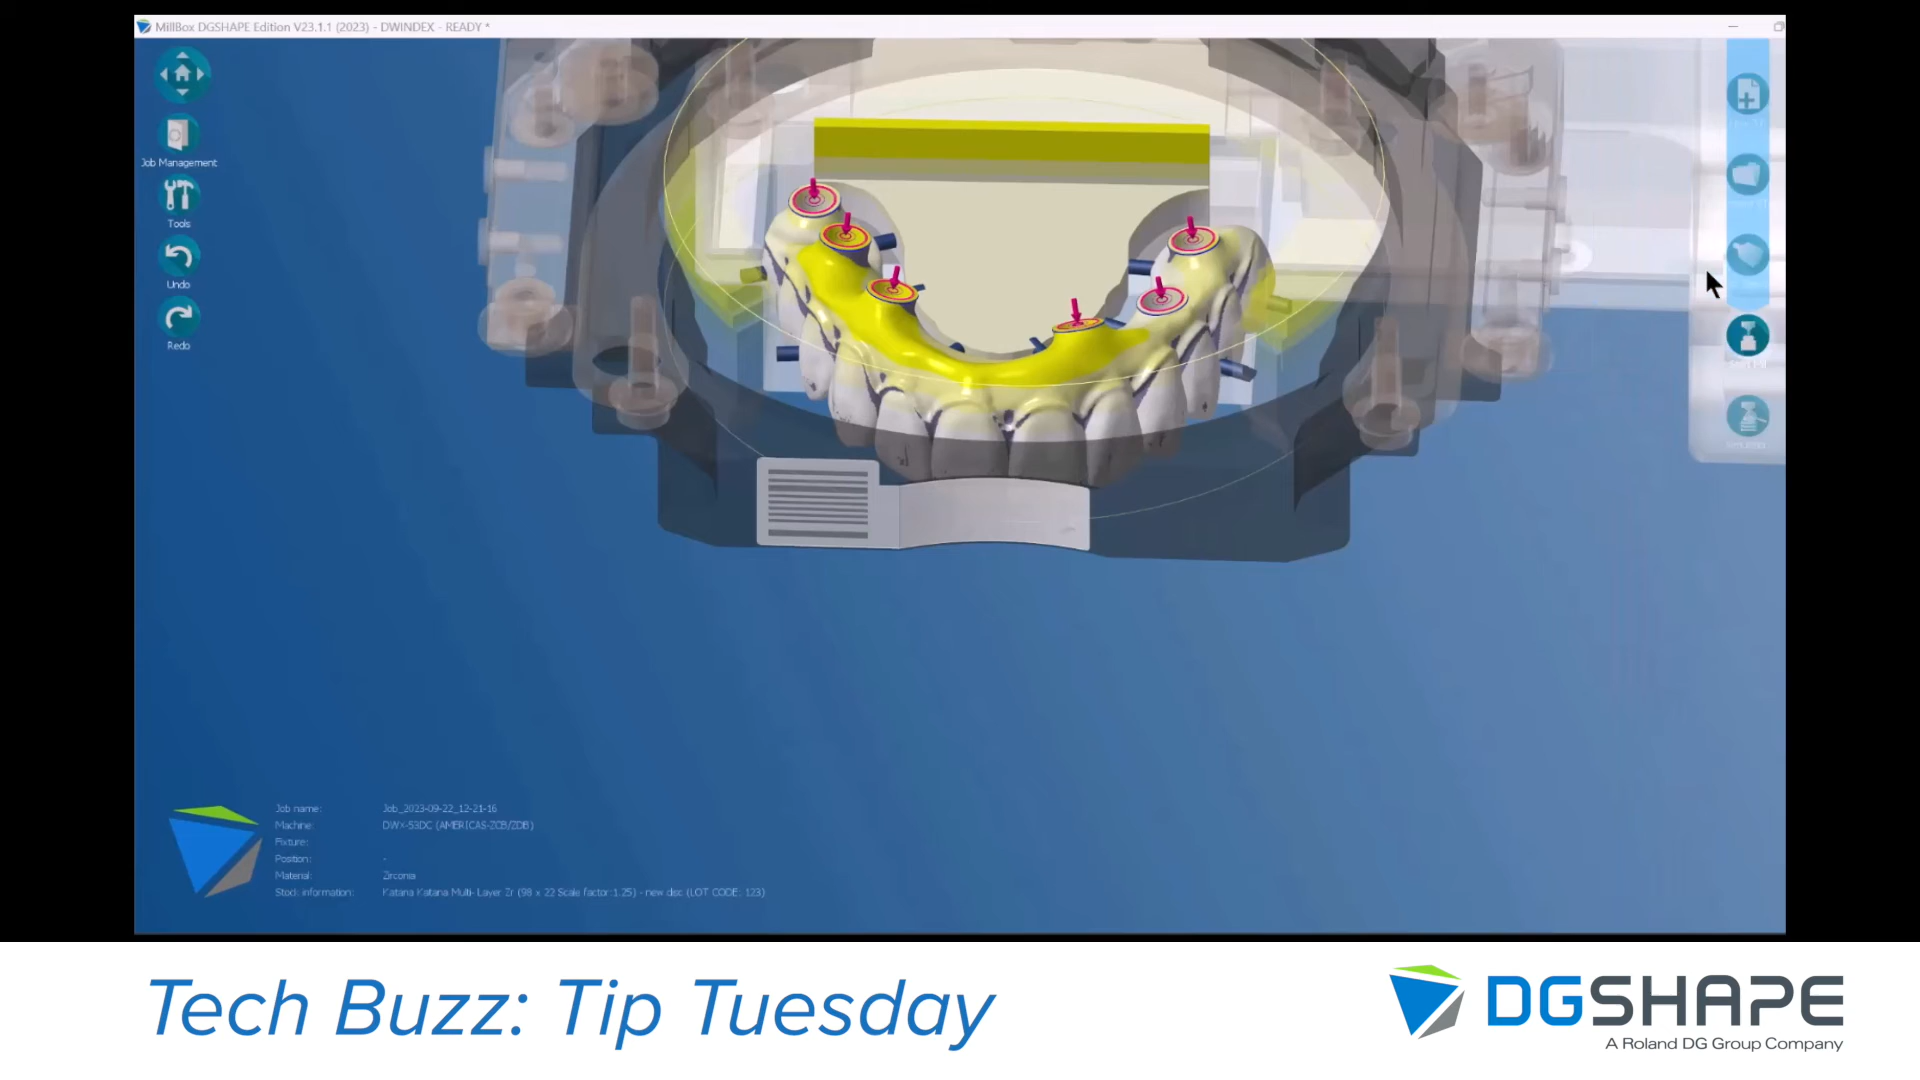 MillBox DGSHAPE Edition V23.1.1 (2023) - DWINDEX - READY *
Job Management
Tools
Undo
Redo
Job name: Job_2023-09-22_12-21-16
Machine: DWX-53DC (AMERICAS-ZCB/ZDB)
Fixture:
Position: -
Material: Zirconia
Stock information: Katana Katana Multi- Layer Zr (98 x 22 Scale factor:1.25) - new disc (LOT CODE: 123)
Tech Buzz: Tip Tuesday
DGSHAPE
A Roland DG Group Company